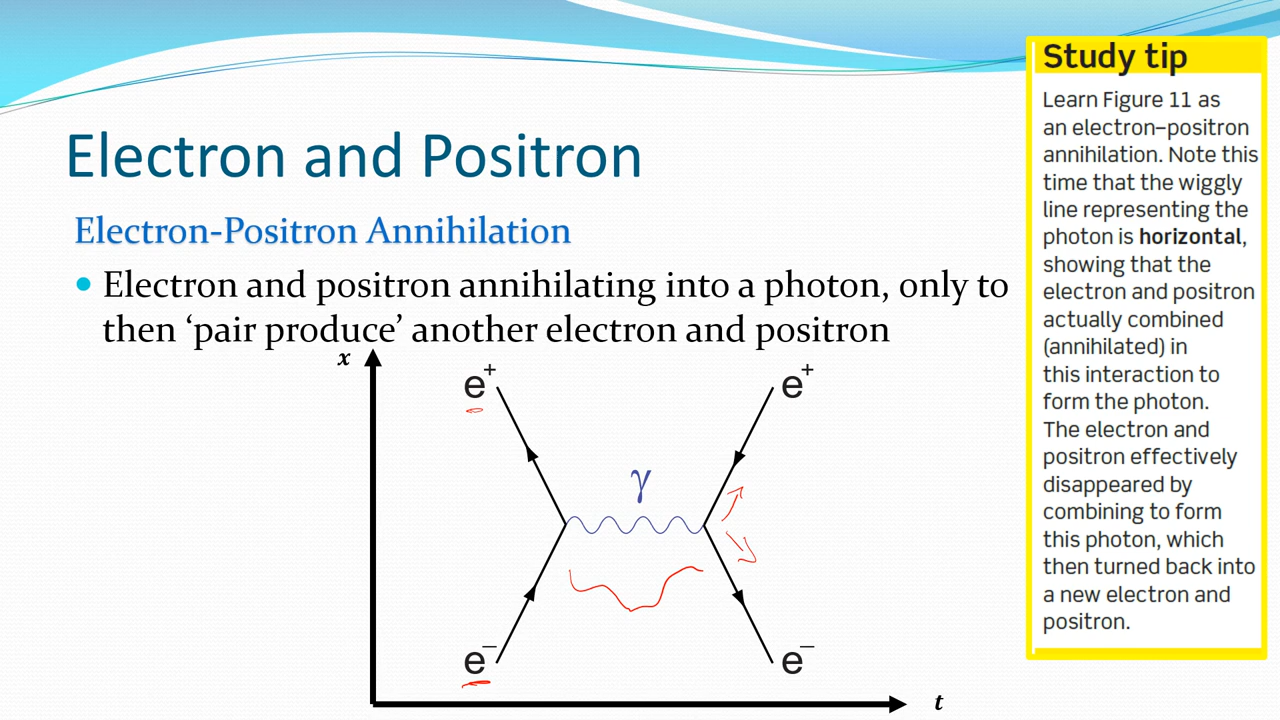 Electron and Positron
Electron-Positron Annihilation
Electron and positron annihilating into a photon, only to
then ‘pair produce’ another electron and positron
x
e⁺
e⁺
γ
e⁻
e⁻
t
Study tip
Learn Figure 11 as
an electron–positron
annihilation. Note this
time that the wiggly
line representing the
photon is horizontal,
showing that the
electron and positron
actually combined
(annihilated) in
this interaction to
form the photon.
The electron and
positron effectively
disappeared by
combining to form
this photon, which
then turned back into
a new electron and
positron.